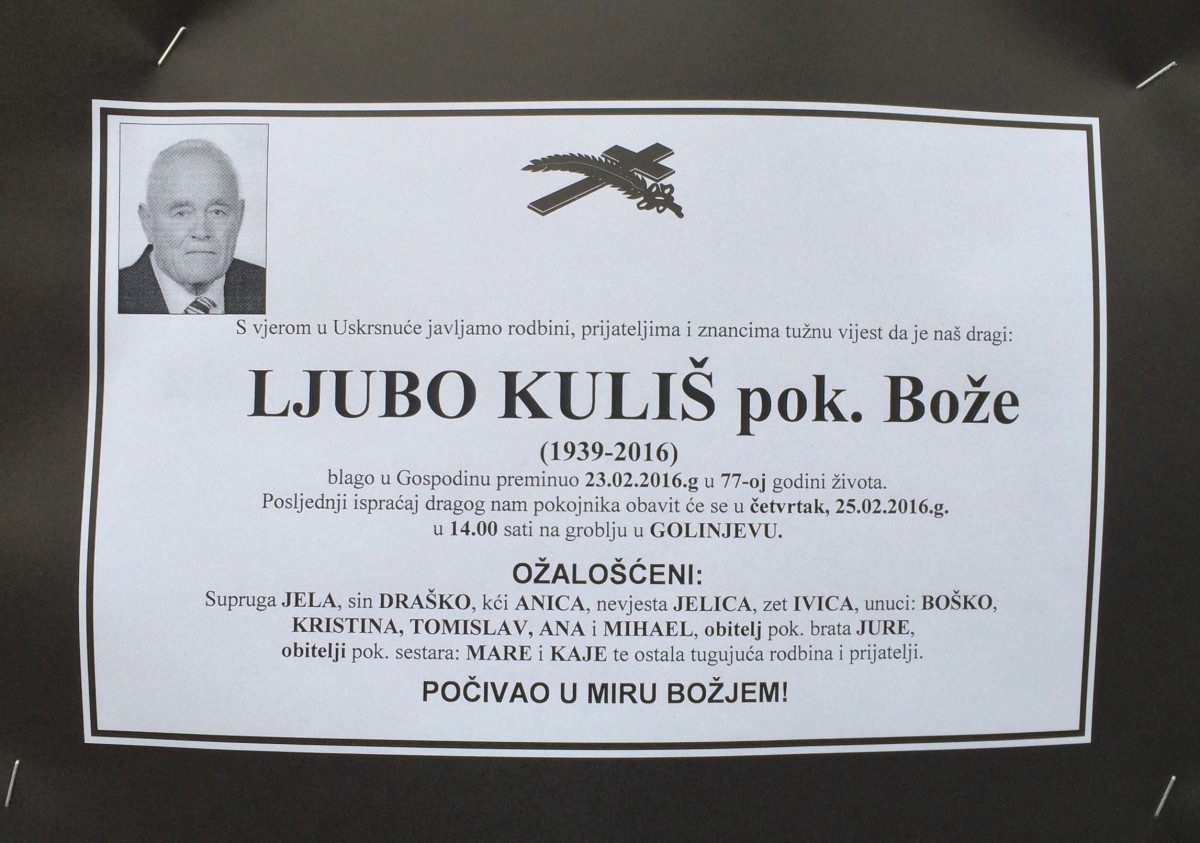 S vjerom u Uskrsnuće javljamo rodbini, prijateljima i znancima tužnu vijest da je naš dragi:
LJUBO KULIŠ pok. Bože
(1939-2016)
blago u Gospodinu preminuo 23.02.2016.g u 77-oj godini života.
Posljednji ispraćaj dragog nam pokojnika obavit će se u četvrtak, 25.02.2016.g.
u 14.00 sati na groblju u GOLINJEVU.
OŽALOŠĆENI:
Supruga JELA, sin DRAŠKO, kći ANICA, nevjesta JELICA, zet IVICA, unuci: BOŠKO,
KRISTINA, TOMISLAV, ANA i MIHAEL, obitelj pok. brata JURE,
obitelji pok. sestara: MARE i KAJE te ostala tugujuća rodbina i prijatelji.
POČIVAO U MIRU BOŽJEM!